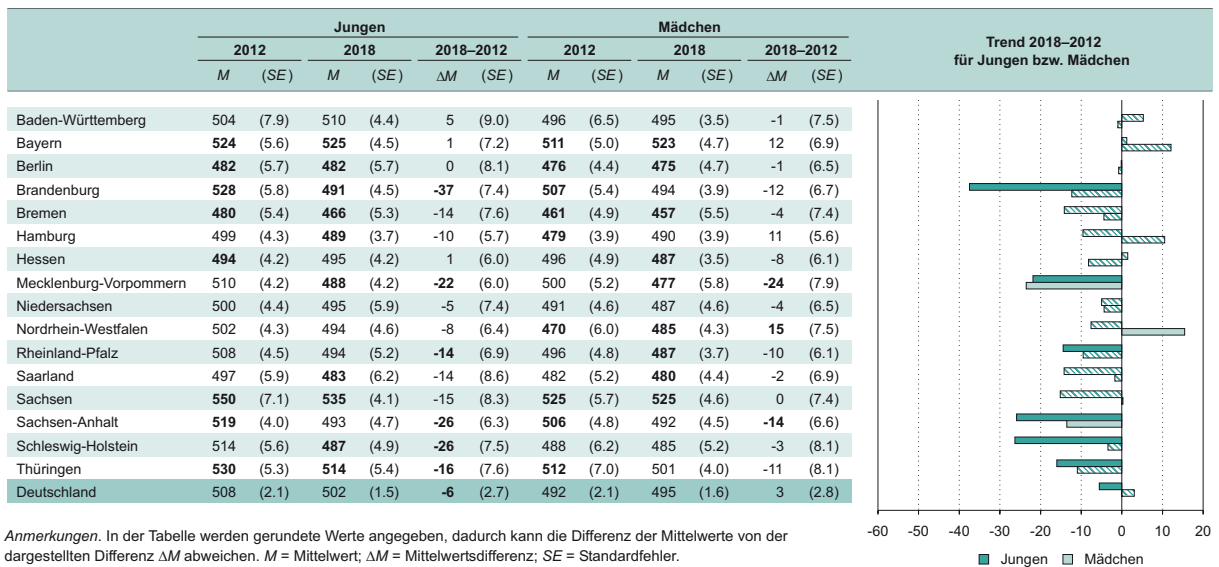 Jungen Mädchen
2012 2018 2018–2012 2012 2018 2018–2012
M (SE) M (SE) ΔM (SE) M (SE) M (SE) ΔM (SE)
Trend 2018–2012
für Jungen bzw. Mädchen
Baden-Württemberg 504 (7.9) 510 (4.4) 5 (9.0) 496 (6.5) 495 (3.5) -1 (7.5)
Bayern 524 (5.6) 525 (4.5) 1 (7.2) 511 (5.0) 523 (4.7) 12 (6.9)
Berlin 482 (5.7) 482 (5.7) 0 (8.1) 476 (4.4) 475 (4.7) -1 (6.5)
Brandenburg 528 (5.8) 491 (4.5) -37 (7.4) 507 (5.4) 494 (3.9) -12 (6.7)
Bremen 480 (5.4) 466 (5.3) -14 (7.6) 461 (4.9) 457 (5.5) -4 (7.4)
Hamburg 499 (4.3) 489 (3.7) -10 (5.7) 479 (3.9) 490 (3.9) 11 (5.6)
Hessen 494 (4.2) 495 (4.2) 1 (6.0) 496 (4.9) 487 (3.5) -8 (6.1)
Mecklenburg-Vorpommern 510 (4.2) 488 (4.2) -22 (6.0) 500 (5.2) 477 (5.8) -24 (7.9)
Niedersachsen 500 (4.4) 495 (5.9) -5 (7.4) 491 (4.6) 487 (4.6) -4 (6.5)
Nordrhein-Westfalen 502 (4.3) 494 (4.6) -8 (6.4) 470 (6.0) 485 (4.3) 15 (7.5)
Rheinland-Pfalz 508 (4.5) 494 (5.2) -14 (6.9) 496 (4.8) 487 (3.7) -10 (6.1)
Saarland 497 (5.9) 483 (6.2) -14 (8.6) 482 (5.2) 480 (4.4) -2 (6.9)
Sachsen 550 (7.1) 535 (4.1) -15 (8.3) 525 (5.7) 525 (4.6) 0 (7.4)
Sachsen-Anhalt 519 (4.0) 493 (4.7) -26 (6.3) 506 (4.8) 492 (4.5) -14 (6.6)
Schleswig-Holstein 514 (5.6) 487 (4.9) -26 (7.5) 488 (6.2) 485 (5.2) -3 (8.1)
Thüringen 530 (5.3) 514 (5.4) -16 (7.6) 512 (7.0) 501 (4.0) -11 (8.1)
Deutschland 508 (2.1) 502 (1.5) -6 (2.7) 492 (2.1) 495 (1.6) 3 (2.8)
-60 -50 -40 -30 -20 -10 0 10 20
Jungen Mädchen
Anmerkungen. In der Tabelle werden gerundete Werte angegeben, dadurch kann die Differenz der Mittelwerte von der
dargestellten Differenz ΔM abweichen. M = Mittelwert; ΔM = Mittelwertsdifferenz; SE = Standardfehler.